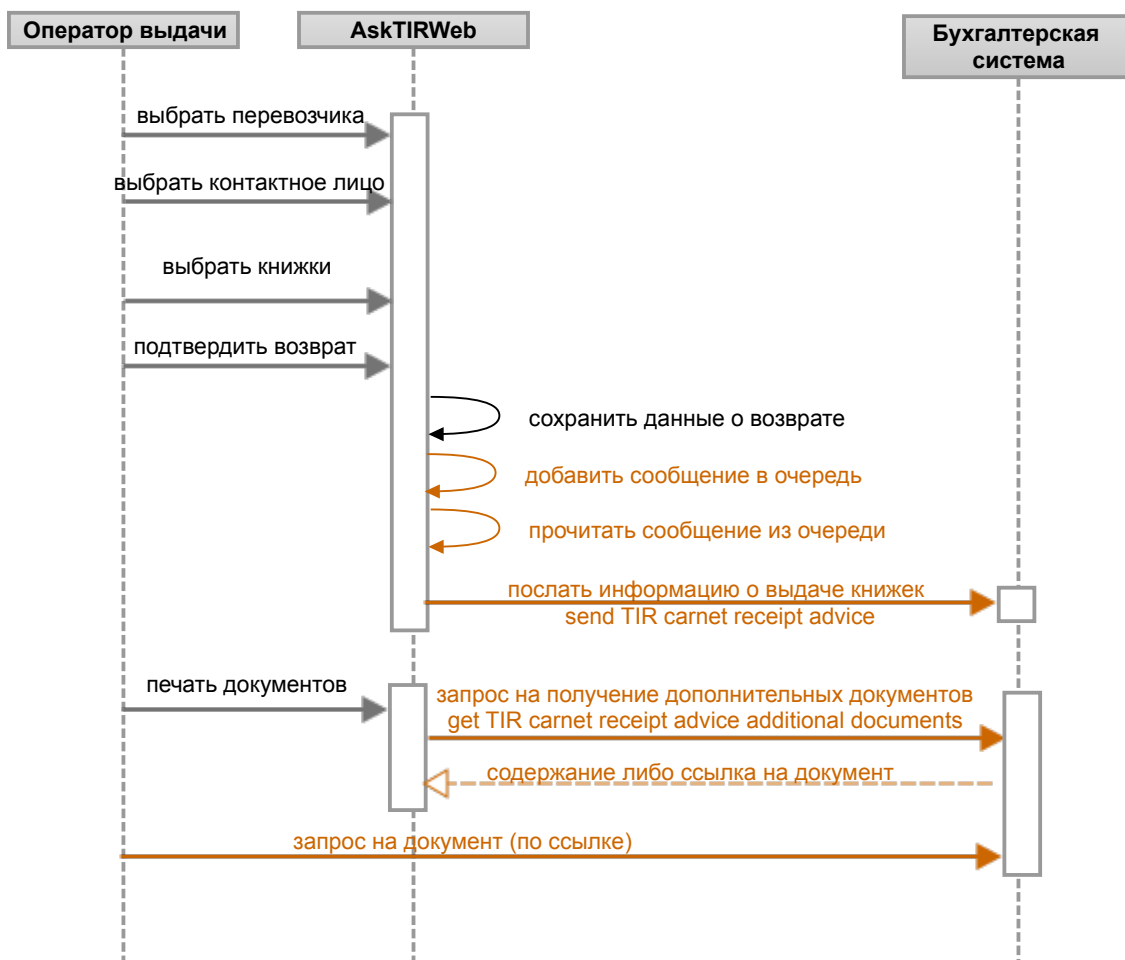 Оператор выдачи
AskTIRWeb
Бухгалтерская
система
выбрать перевозчика
выбрать контактное лицо
выбрать книжки
подтвердить возврат
сохранить данные о возврате
добавить сообщение в очередь
прочитать сообщение из очереди
послать информацию о выдаче книжек
send TIR carnet receipt advice
печать документов
запрос на получение дополнительных документов
get TIR carnet receipt advice additional documents
содержание либо ссылка на документ
запрос на документ (по ссылке)